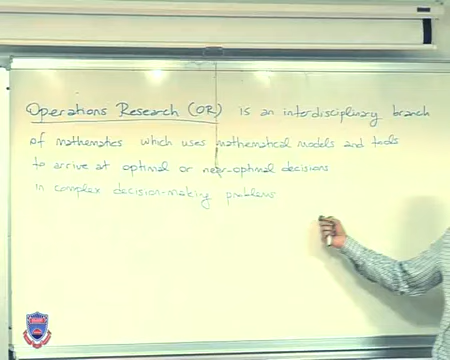 Operations Research (OR) is an interdisciplinary branch
of mathematics which uses mathematical models and tools
to arrive at optimal or near-optimal decisions
in complex decision-making problems